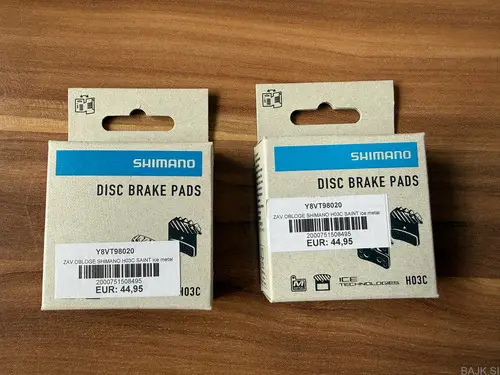 SHIMANO
DISC BRAKE PADS
Y8VT98020
ZAV.OBLOGE SHIMANO H03C SAINT ice metal
2000751508495
EUR: 44,95
H03C
SHIMANO
DISC BRAKE PADS
Y8VT98020
ZAV.OBLOGE SHIMANO H03C SAINT ice metal
2000751508495
EUR: 44,95
M
ICE
TECHNOLOGIES
H03C
BAJK.SI